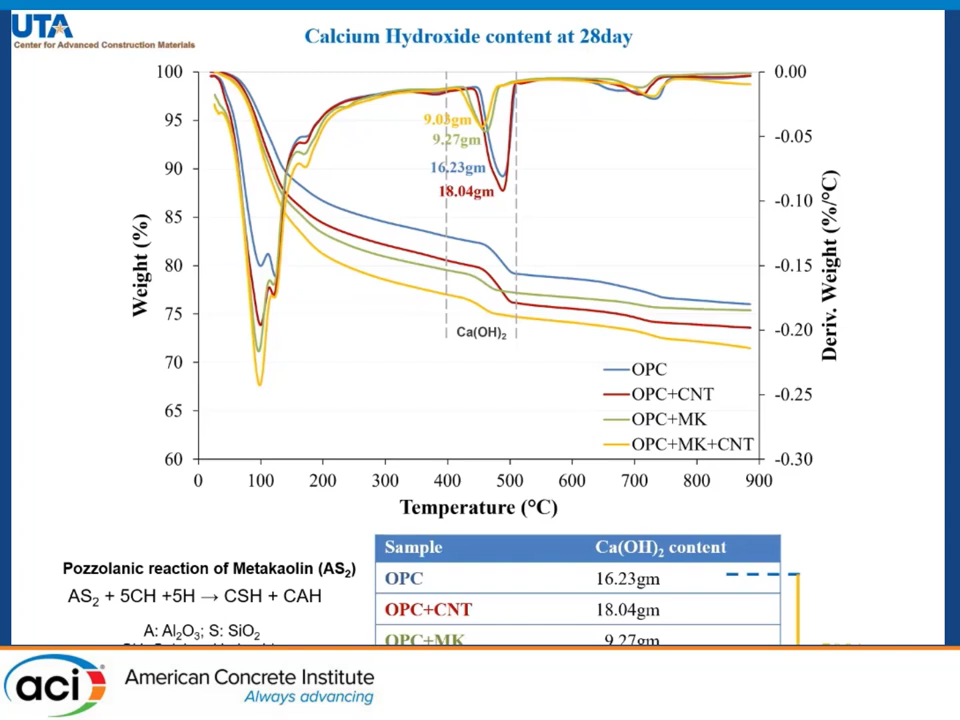 UTA
Center for Advanced Construction Materials
Calcium Hydroxide content at 28day
100
95
90
85
80
75
70
65
60
0.00
-0.05
-0.10
-0.15
-0.20
-0.25
-0.30
Weight (%)
Deriv. Weight (%/°C)
9.03gm
9.27gm
16.23gm
18.04gm
Ca(OH)₂
OPC
OPC+CNT
OPC+MK
OPC+MK+CNT
0 100 200 300 400 500 600 700 800 900
Temperature (°C)
Sample Ca(OH)₂ content
OPC 16.23gm
OPC+CNT 18.04gm
OPC+MK 9.27gm
Pozzolanic reaction of Metakaolin (AS₂)
AS₂ + 5CH +5H → CSH + CAH
A: Al₂O₃; S: SiO₂
aci
American Concrete Institute
Always advancing